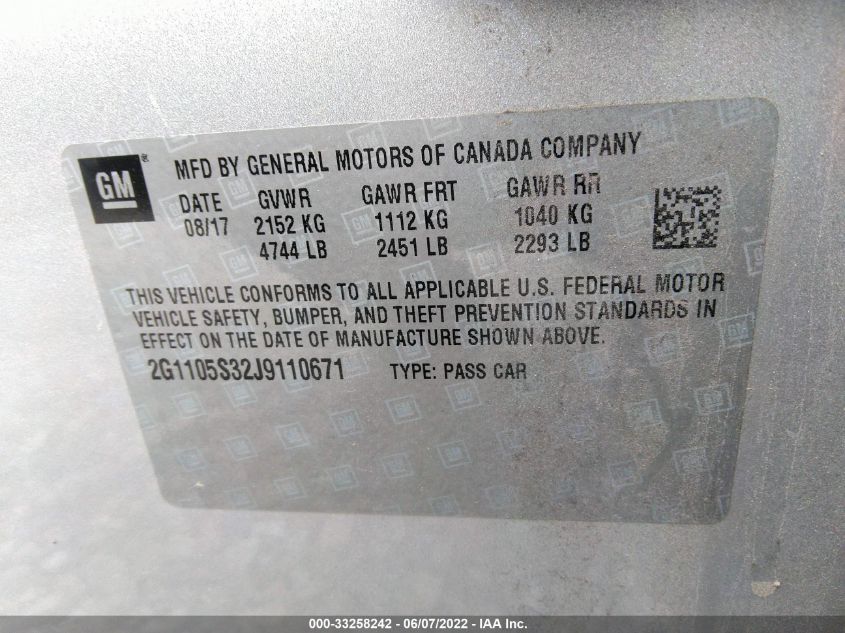 GM ®
MFD BY GENERAL MOTORS OF CANADA COMPANY
DATE GVWR GAWR FRT GAWR RR
08/17 2152 KG 1112 KG 1040 KG
4744 LB 2451 LB 2293 LB
THIS VEHICLE CONFORMS TO ALL APPLICABLE U.S. FEDERAL MOTOR
VEHICLE SAFETY, BUMPER, AND THEFT PREVENTION STANDARDS IN
EFFECT ON THE DATE OF MANUFACTURE SHOWN ABOVE.
2G1105S32J9110671 TYPE: PASS CAR
000-33258242 - 06/07/2022 - IAA Inc.